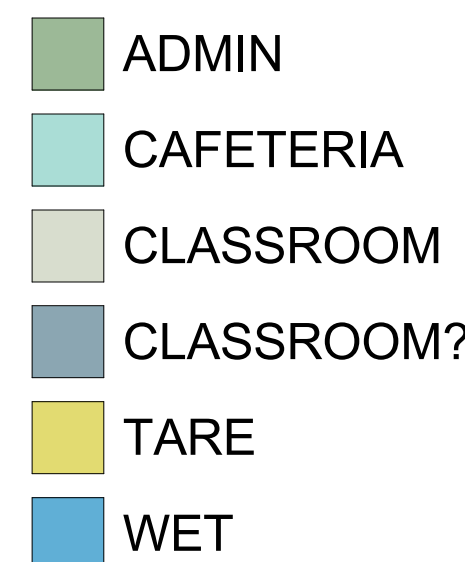 ADMIN
CAFETERIA
CLASSROOM
CLASSROOM?
TARE
WET